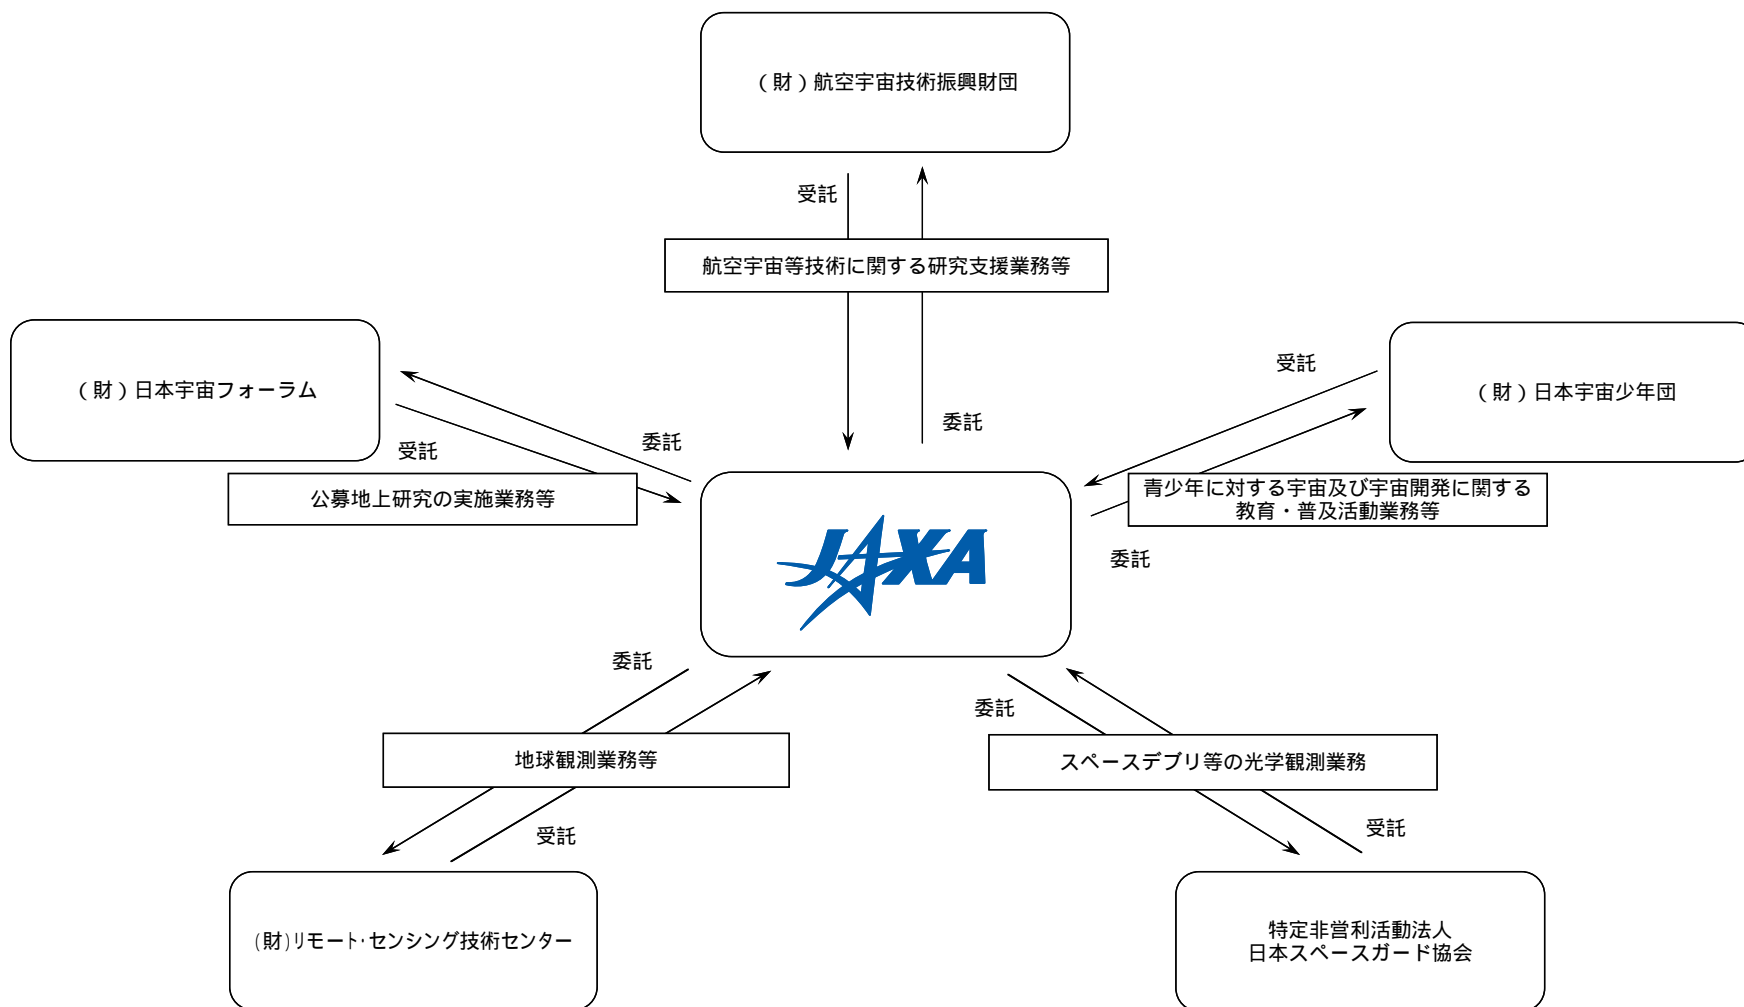 （財）航空宇宙技術振興財団
受託
航空宇宙等技術に関する研究支援業務等
委託
（財）日本宇宙フォーラム
委託
受託
公募地上研究の実施業務等
受託
（財）日本宇宙少年団
青少年に対する宇宙及び宇宙開発に関する
教育・普及活動業務等
委託
JAXA
委託
地球観測業務等
受託
(財)リモート・センシング技術センター
委託
スペースデブリ等の光学観測業務
受託
特定非営利活動法人
日本スペースガード協会